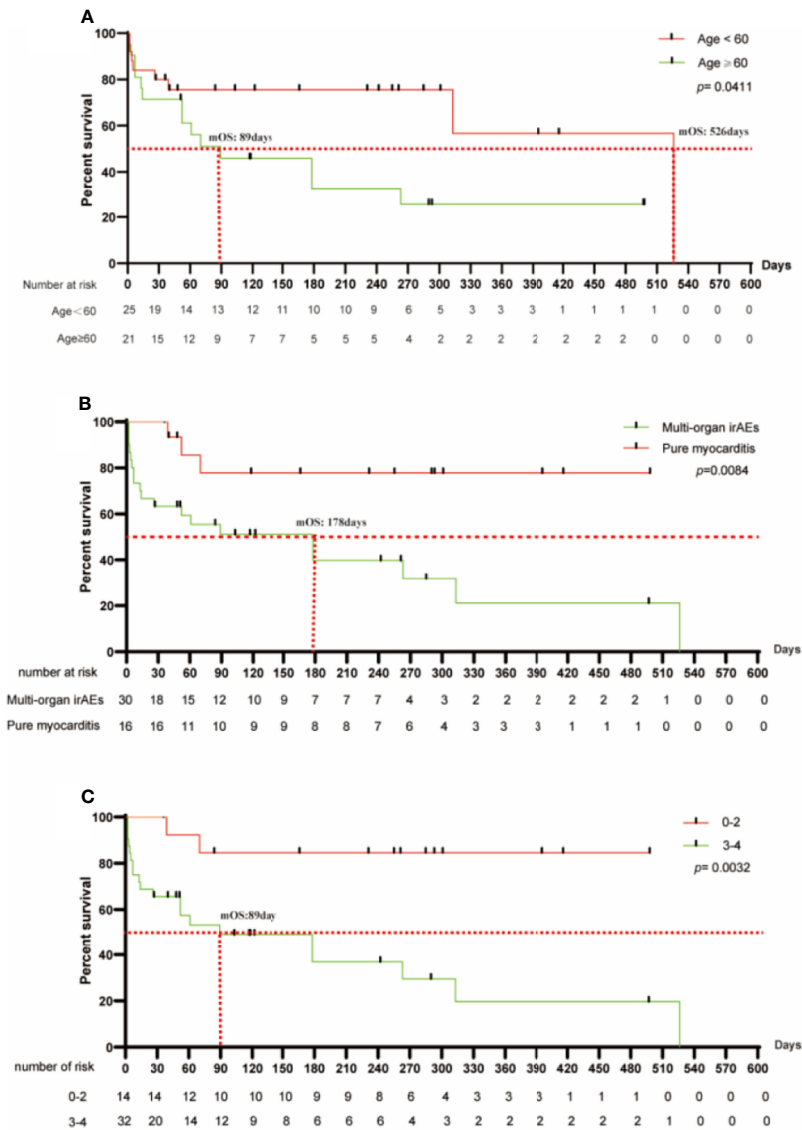 A
100
80
60
40
20
0
Percent survival
Age < 60
Age ⩾ 60
p= 0.0411
mOS: 89days
mOS: 526days
0 30 60 90 120 150 180 210 240 270 300 330 360 390 420 450 480 510 540 570 600
Days
Number at risk
Age<60 25 19 14 13 12 11 10 10 9 6 5 3 3 3 1 1 1 1 0 0 0
Age≥60 21 15 12 9 7 7 5 5 5 4 2 2 2 2 2 2 2 0 0 0 0
B
100
80
60
40
20
0
Percent survival
Multi-organ irAEs
Pure myocarditis
p=0.0084
mOS: 178days
0 30 60 90 120 150 180 210 240 270 300 330 360 390 420 450 480 510 540 570 600
Days
number at risk
Multi-organ irAEs 30 18 15 12 10 9 7 7 7 4 3 2 2 2 2 2 2 1 0 0 0
Pure myocarditis 16 16 11 10 9 9 8 8 7 6 4 3 3 3 1 1 1 0 0 0 0
C
100
80
60
40
20
0
Percent survival
0-2
3-4
p= 0.0032
mOS:89day
0 30 60 90 120 150 180 210 240 270 300 330 360 390 420 450 480 510 540 570 600
Days
number of risk
0-2 14 14 12 10 10 10 9 9 8 6 4 3 3 3 1 1 1 0 0 0 0
3-4 32 20 14 12 9 8 6 6 6 4 3 2 2 2 2 2 2 1 0 0 0